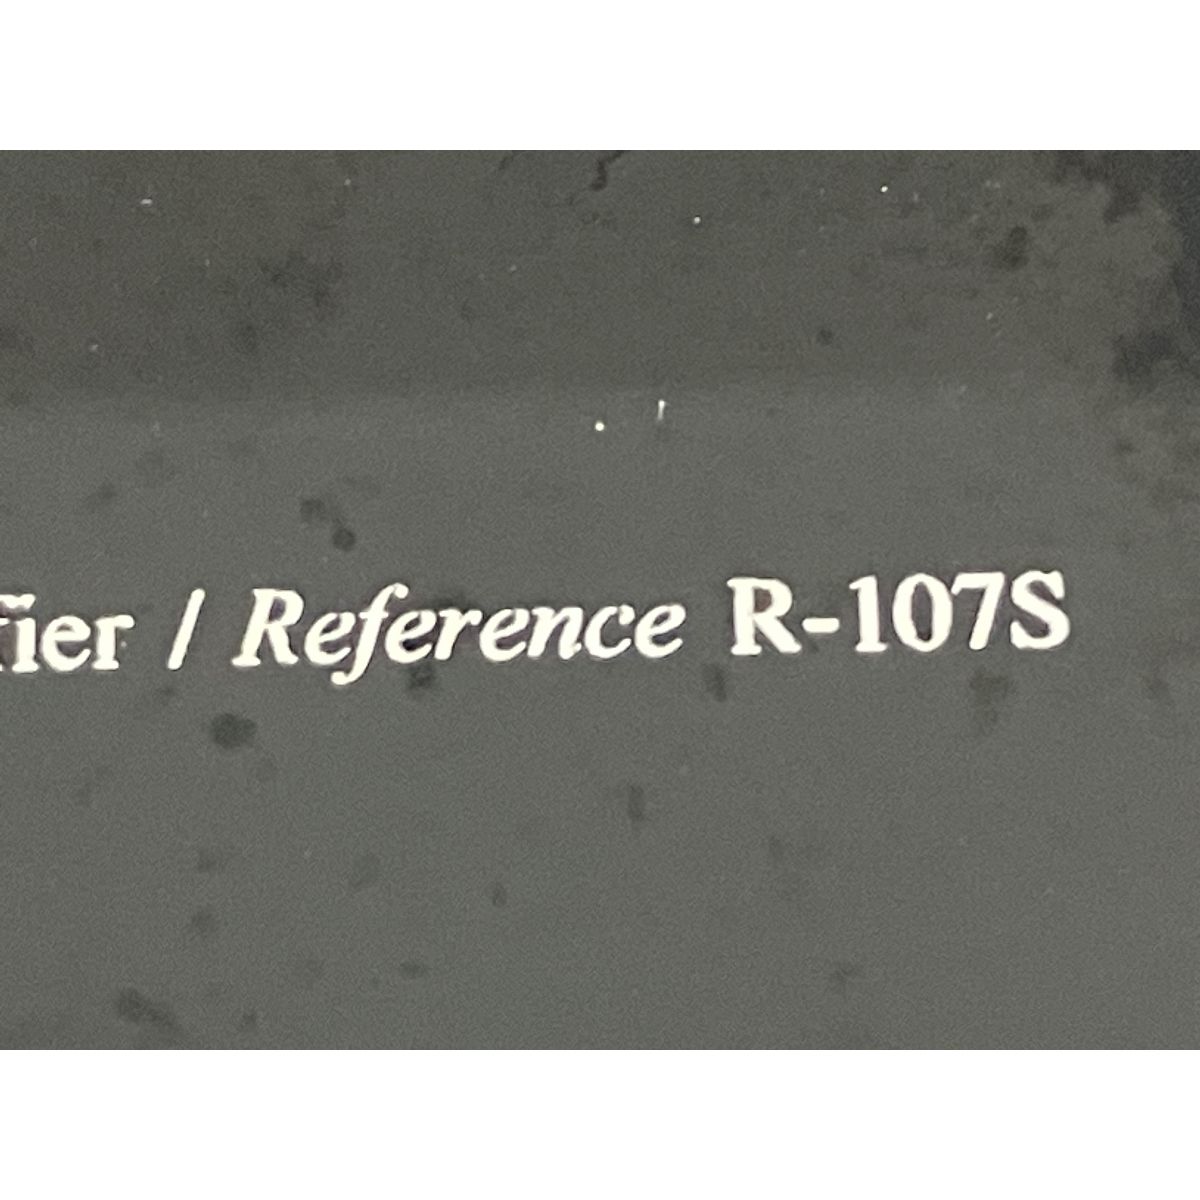 fier / Reference R-107S